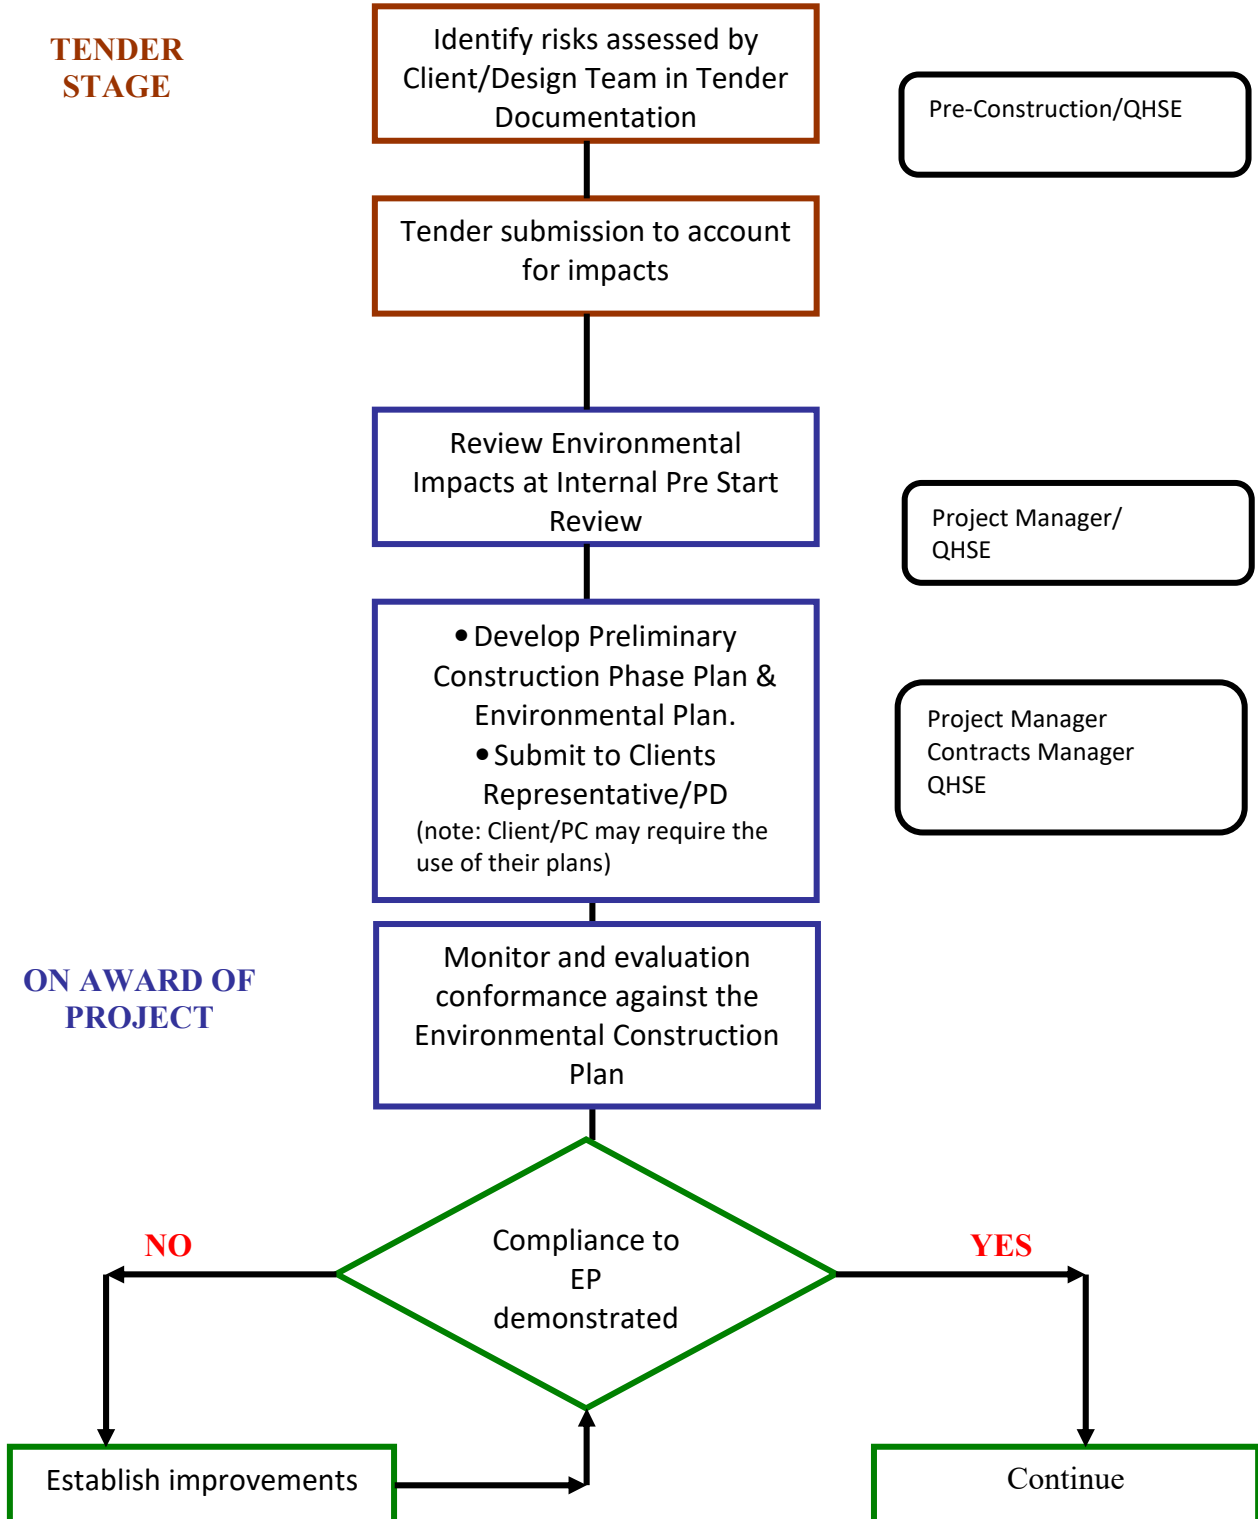 TENDER
STAGE
Identify risks assessed by
Client/Design Team in Tender
Documentation
Pre-Construction/QHSE
Tender submission to account
for impacts
Review Environmental
Impacts at Internal Pre Start
Review
Project Manager/
QHSE
• Develop Preliminary
Construction Phase Plan &
Environmental Plan.
• Submit to Clients
Representative/PD
(note: Client/PC may require the
use of their plans)
Project Manager
Contracts Manager
QHSE
ON AWARD OF
PROJECT
Monitor and evaluation
conformance against the
Environmental Construction
Plan
NO
Compliance to
EP
demonstrated
YES
Establish improvements
Continue